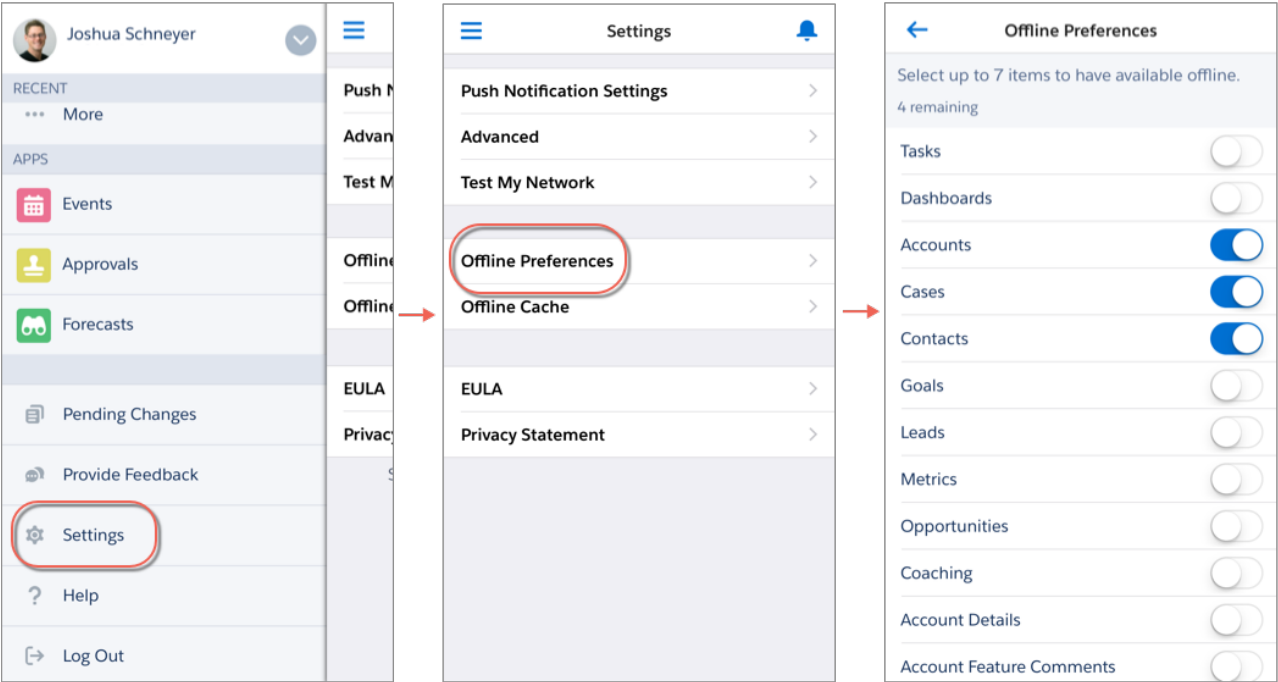 Joshua Schneyer
RECENT
More
APPS
Events
Approvals
Forecasts
Pending Changes
Provide Feedback
Settings
Help
Log Out
Push N
Advan
Test M
Offline
Offline
EULA
Privac
S
Settings
Push Notification Settings
Advanced
Test My Network
Offline Preferences
Offline Cache
EULA
Privacy Statement
Offline Preferences
Select up to 7 items to have available offline.
4 remaining
Tasks
Dashboards
Accounts
Cases
Contacts
Goals
Leads
Metrics
Opportunities
Coaching
Account Details
Account Feature Comments